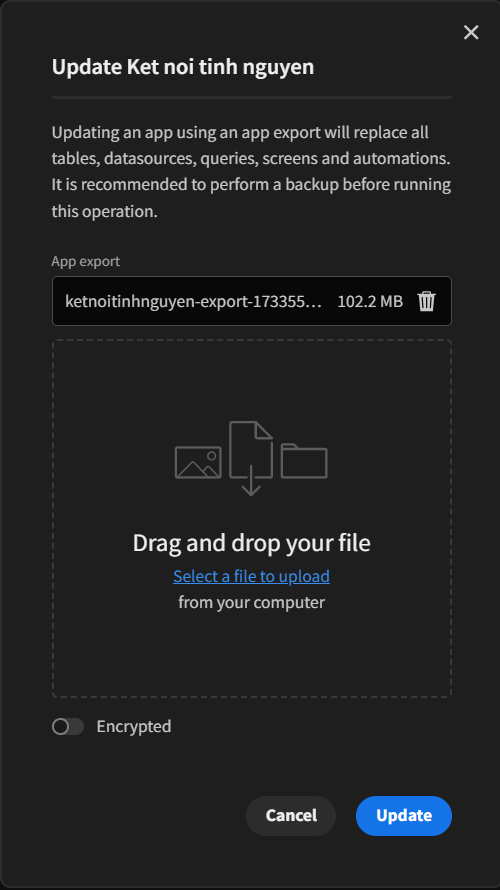 Update Ket noi tinh nguyen
Updating an app using an app export will replace all
tables, datasources, queries, screens and automations.
It is recommended to perform a backup before running
this operation.
App export
ketnoitinhnguyen-export-173355... 102.2 MB
Drag and drop your file
Select a file to upload
from your computer
Encrypted
Cancel Update